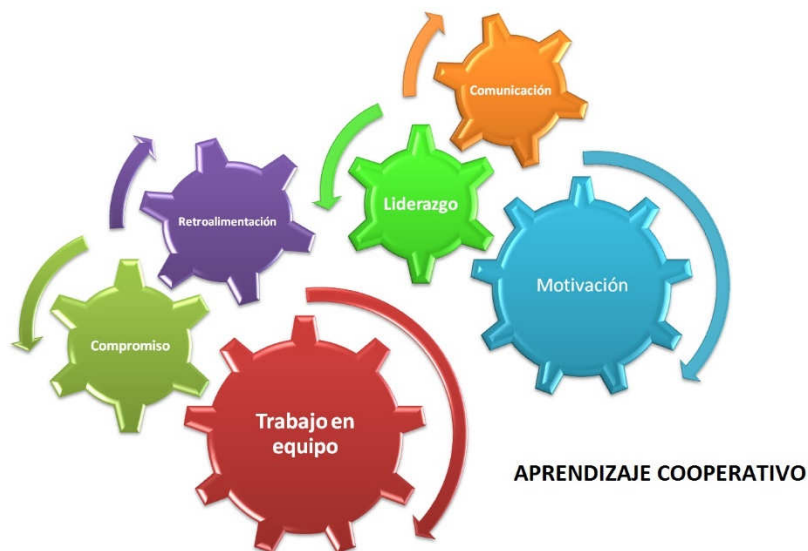 Comunicación
Liderazgo
Retroalimentación
Motivación
Compromiso
Trabajo en
equipo
APRENDIZAJE COOPERATIVO